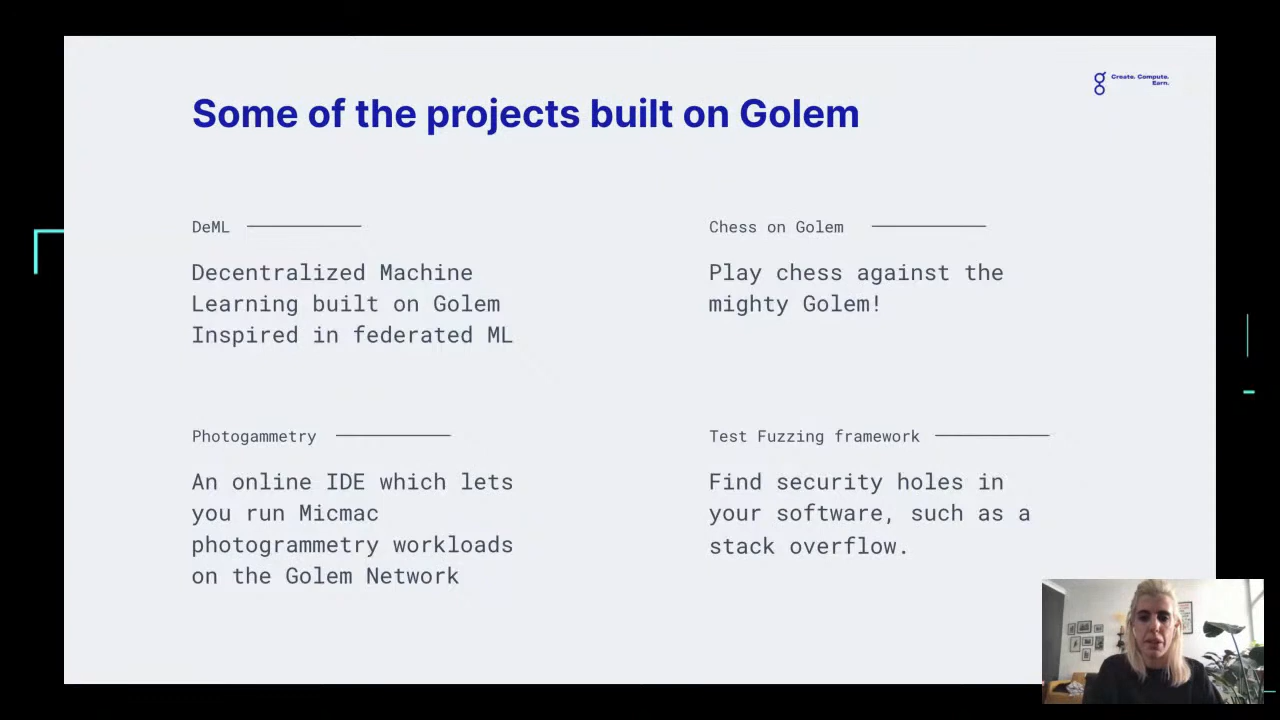 Create. Compute.
Earn.
Some of the projects built on Golem
DeML
Decentralized Machine
Learning built on Golem
Inspired in federated ML
Chess on Golem
Play chess against the
mighty Golem!
Photogammetry
An online IDE which lets
you run Micmac
photogrammetry workloads
on the Golem Network
Test Fuzzing framework
Find security holes in
your software, such as a
stack overflow.